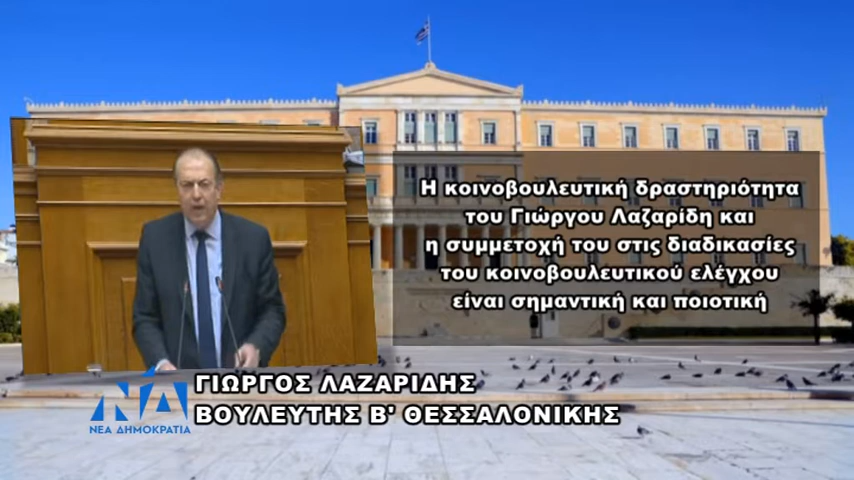 Η κοινοβουλευτική δραστηριότητα
του Γιώργου Λαζαρίδη και
η συμμετοχή του στις διαδικασίες
του κοινοβουλευτικού ελέγχου
είναι σημαντική και ποιοτική
ΓΙΩΡΓΟΣ ΛΑΖΑΡΙΔΗΣ
ΒΟΥΛΕΥΤΗΣ Β' ΘΕΣΣΑΛΟΝΙΚΗΣ
ΝΔ
ΝΕΑ ΔΗΜΟΚΡΑΤΙΑ